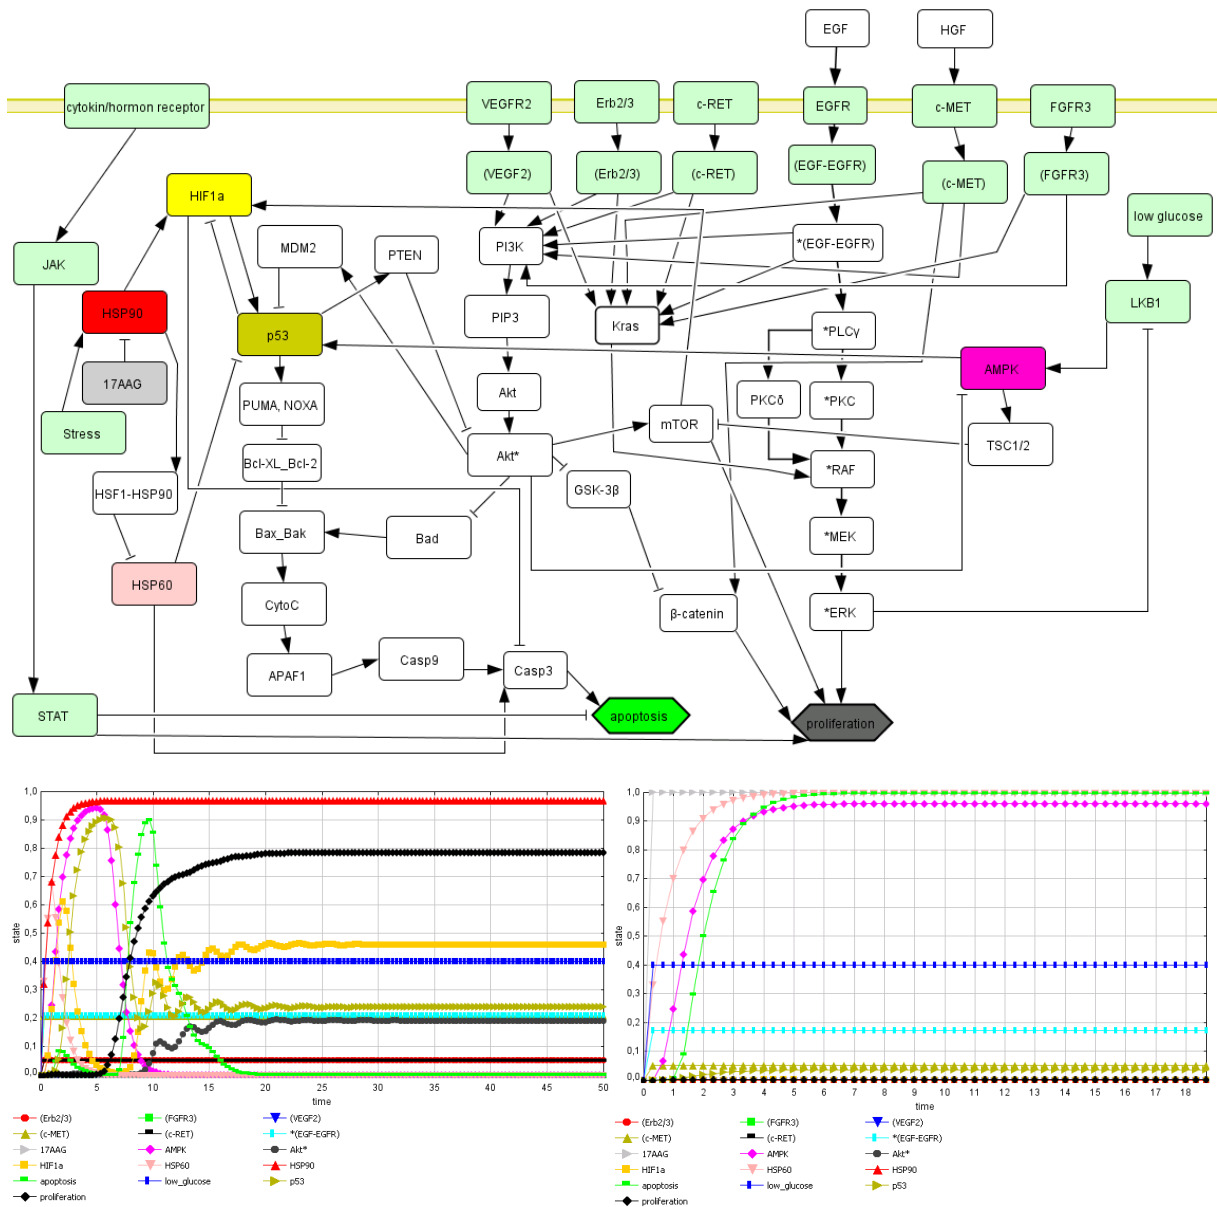 EGF HGF
cytokin/hormon receptor VEGFR2 Erb2/3 c-RET EGFR c-MET FGFR3
(VEGF2) (Erb2/3) (c-RET) (EGF-EGFR) (c-MET) (FGFR3)
HIF1a low glucose
MDM2 PTEN PI3K *(EGF-EGFR)
JAK
HSP90 PIP3 Kras *PLCγ LKB1
p53
17AAG AMPK
PUMA, NOXA Akt PKCδ *PKC
Stress mTOR TSC1/2
Bcl-XL_Bcl-2 Akt* *RAF
HSF1-HSP90 GSK-3β
Bax_Bak Bad *MEK
HSP60
CytoC β-catenin *ERK
APAF1 Casp9 Casp3
STAT apoptosis proliferation
1,0
0,9
0,8
0,7
0,6
0,5
0,4
0,3
0,2
0,1
0,0
state
0 5 10 15 20 25 30 35 40 45 50
time
(Erb2/3) (FGFR3) (VEGF2)
(c-MET) (c-RET) *(EGF-EGFR)
17AAG AMPK Akt*
HIF1a HSP60 HSP90
apoptosis low_glucose p53
proliferation
1,0
0,9
0,8
0,7
0,6
0,5
0,4
0,3
0,2
0,1
0,0
state
0 1 2 3 4 5 6 7 8 9 10 11 12 13 14 15 16 17 18
time
(Erb2/3) (FGFR3) (VEGF2)
(c-MET) (c-RET) *(EGF-EGFR)
17AAG AMPK Akt*
HIF1a HSP60 HSP90
apoptosis low_glucose p53
proliferation